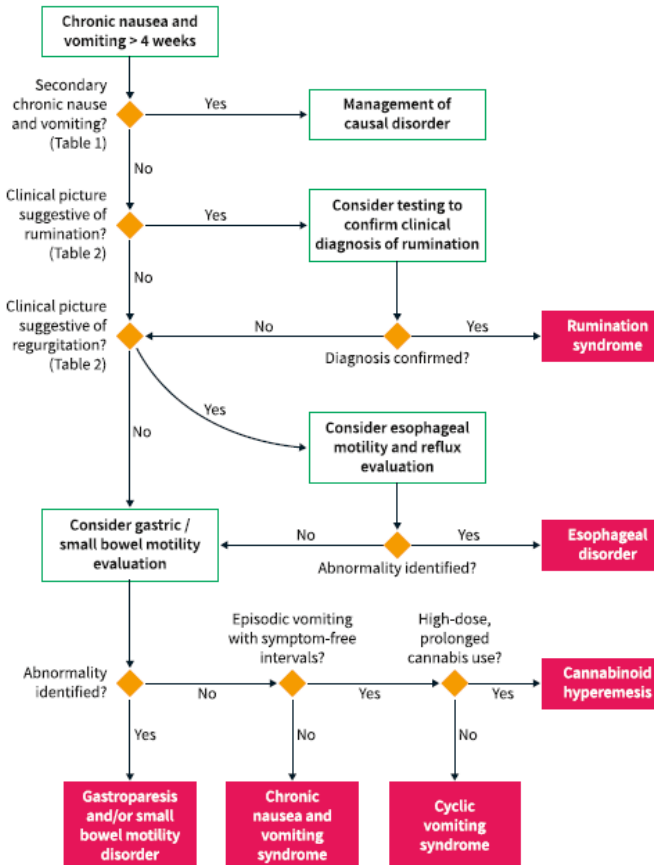 Chronic nausea and
vomiting > 4 weeks
Secondary
chronic nause
and vomiting?
(Table 1)
Yes
Management of
causal disorder
No
Clinical picture
suggestive of
rumination?
(Table 2)
Yes
Consider testing to
confirm clinical
diagnosis of rumination
No
Clinical picture
suggestive of
regurgitation?
(Table 2)
No
Yes
Diagnosis confirmed?
Rumination
syndrome
Yes
No
Consider esophageal
motility and reflux
evaluation
Consider gastric /
small bowel motility
evaluation
No
Yes
Abnormality identified?
Esophageal
disorder
Abnormality
identified?
No
Episodic vomiting
with symptom-free
intervals?
Yes
High-dose,
prolonged
cannabis use?
Yes
Cannabinoid
hyperemesis
Yes
No
No
Gastroparesis
and/or small
bowel motility
disorder
Chronic
nausea and
vomiting
syndrome
Cyclic
vomiting
syndrome